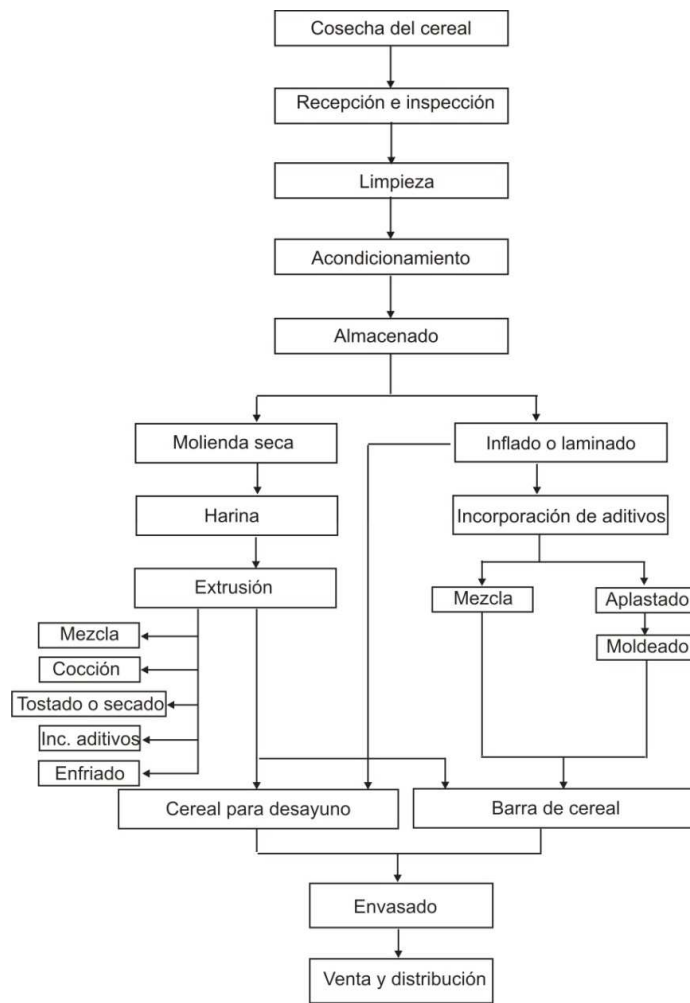 Cosecha del cereal
Recepción e inspección
Limpieza
Acondicionamiento
Almacenado
Molienda seca
Inflado o laminado
Harina
Incorporación de aditivos
Extrusión
Mezcla
Aplastado
Mezcla
Moldeado
Cocción
Tostado o secado
Inc. aditivos
Enfriado
Cereal para desayuno
Barra de cereal
Envasado
Venta y distribución